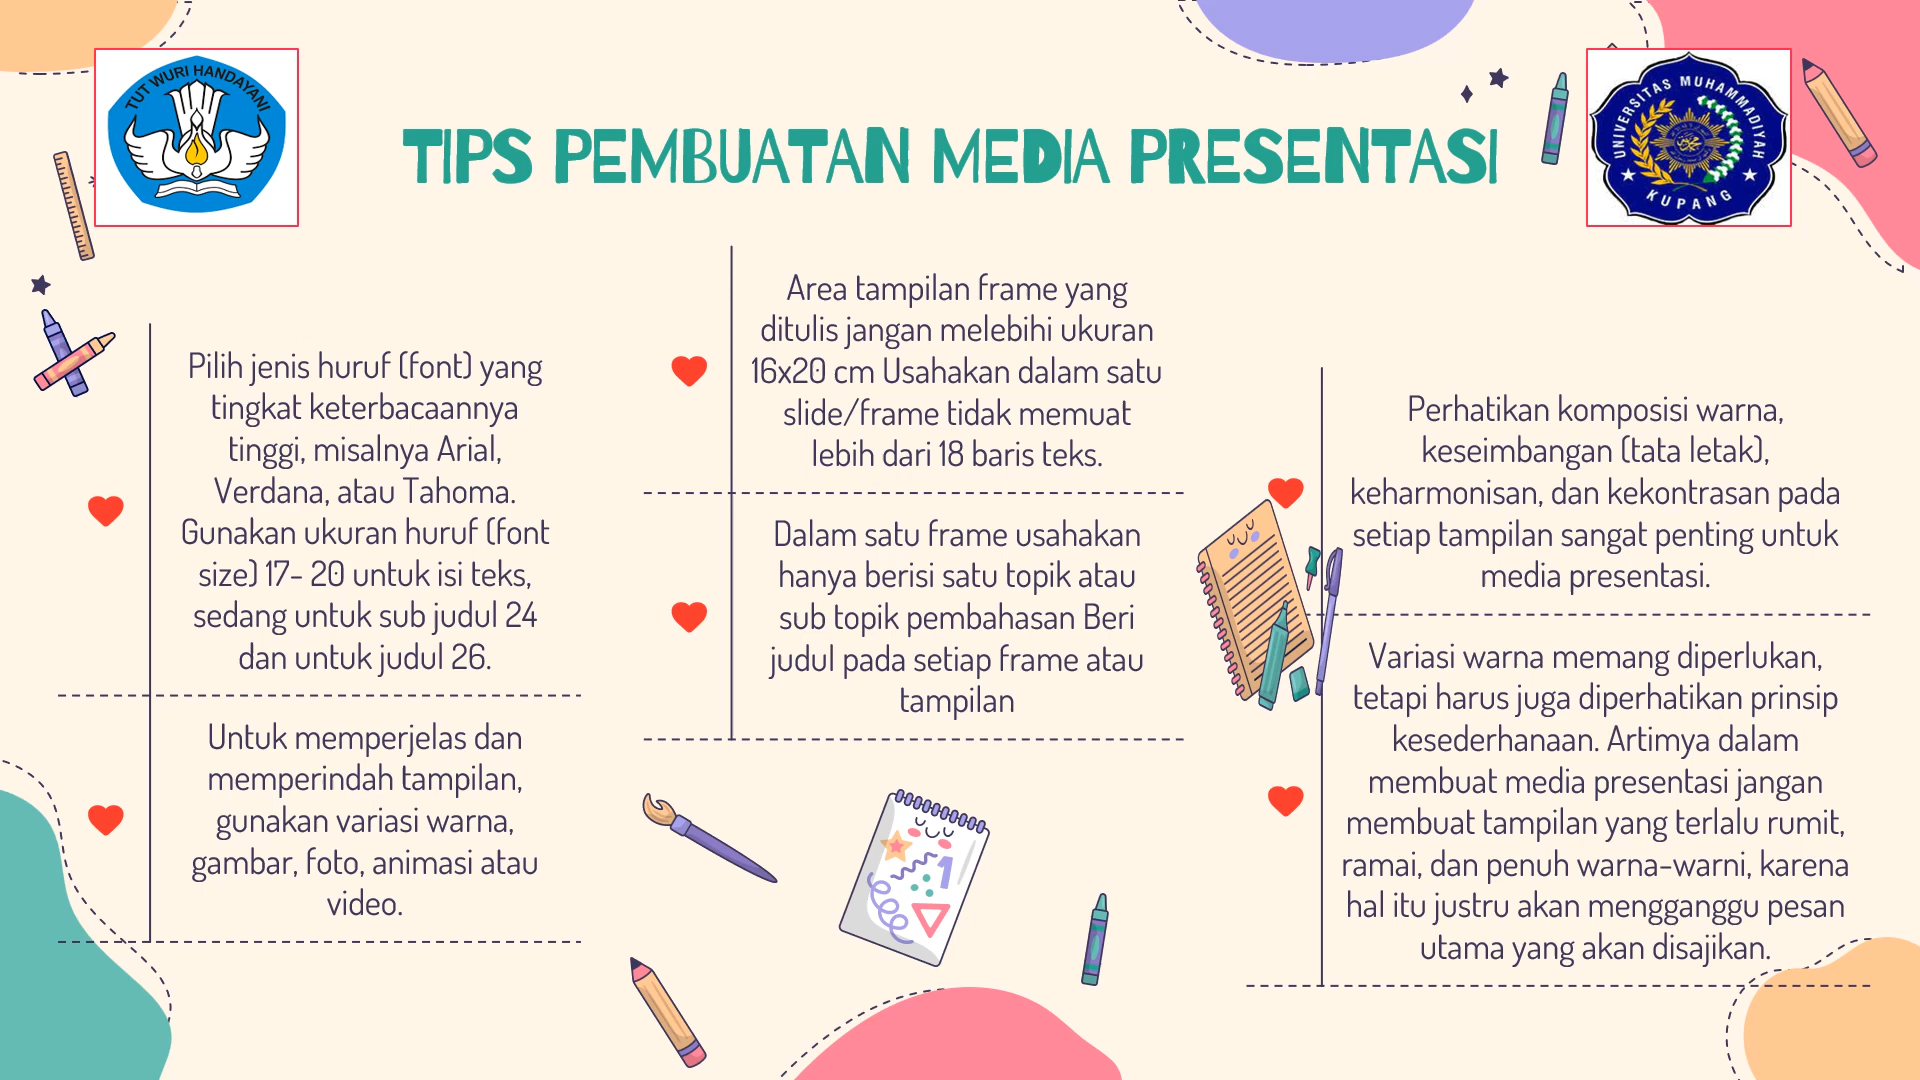 TUT WURI HANDAYANI
TIPS PEMBUATAN MEDIA PRESENTASI
UNIVERSITAS MUHAMMADIYAH
KUPANG
Pilih jenis huruf (font) yang
tingkat keterbacaannya
tinggi, misalnya Arial,
Verdana, atau Tahoma.
Gunakan ukuran huruf (font
size) 17- 20 untuk isi teks,
sedang untuk sub judul 24
dan untuk judul 26.
Untuk memperjelas dan
memperindah tampilan,
gunakan variasi warna,
gambar, foto, animasi atau
video.
Area tampilan frame yang
ditulis jangan melebihi ukuran
16x20 cm Usahakan dalam satu
slide/frame tidak memuat
lebih dari 18 baris teks.
Dalam satu frame usahakan
hanya berisi satu topik atau
sub topik pembahasan Beri
judul pada setiap frame atau
tampilan
1
Perhatikan komposisi warna,
keseimbangan (tata letak),
keharmonisan, dan kekontrasan pada
setiap tampilan sangat penting untuk
media presentasi.
Variasi warna memang diperlukan,
tetapi harus juga diperhatikan prinsip
kesederhanaan. Artimya dalam
membuat media presentasi jangan
membuat tampilan yang terlalu rumit,
ramai, dan penuh warna-warni, karena
hal itu justru akan mengganggu pesan
utama yang akan disajikan.